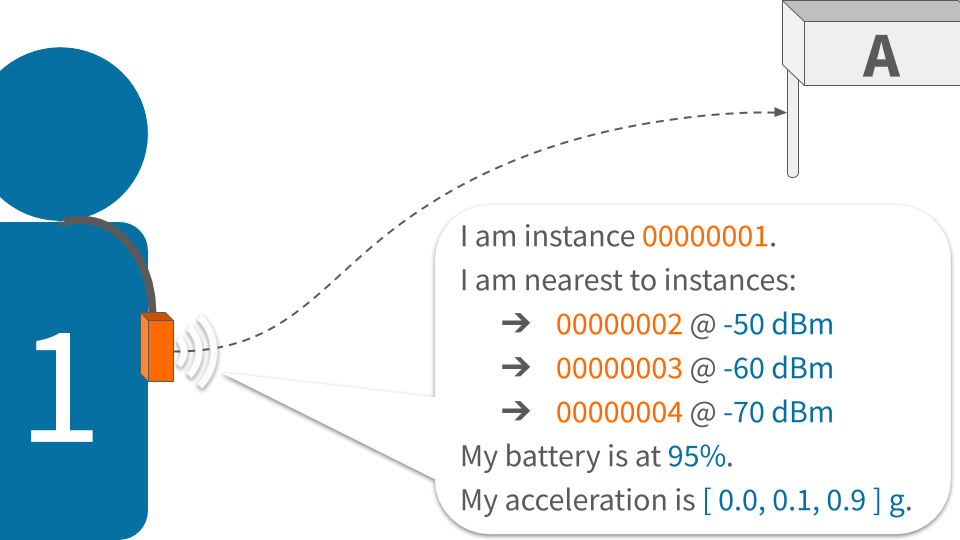 A
I am instance 00000001.
I am nearest to instances:
➔ 00000002 @ -50 dBm
➔ 00000003 @ -60 dBm
➔ 00000004 @ -70 dBm
My battery is at 95%.
My acceleration is [ 0.0, 0.1, 0.9 ] g.
1